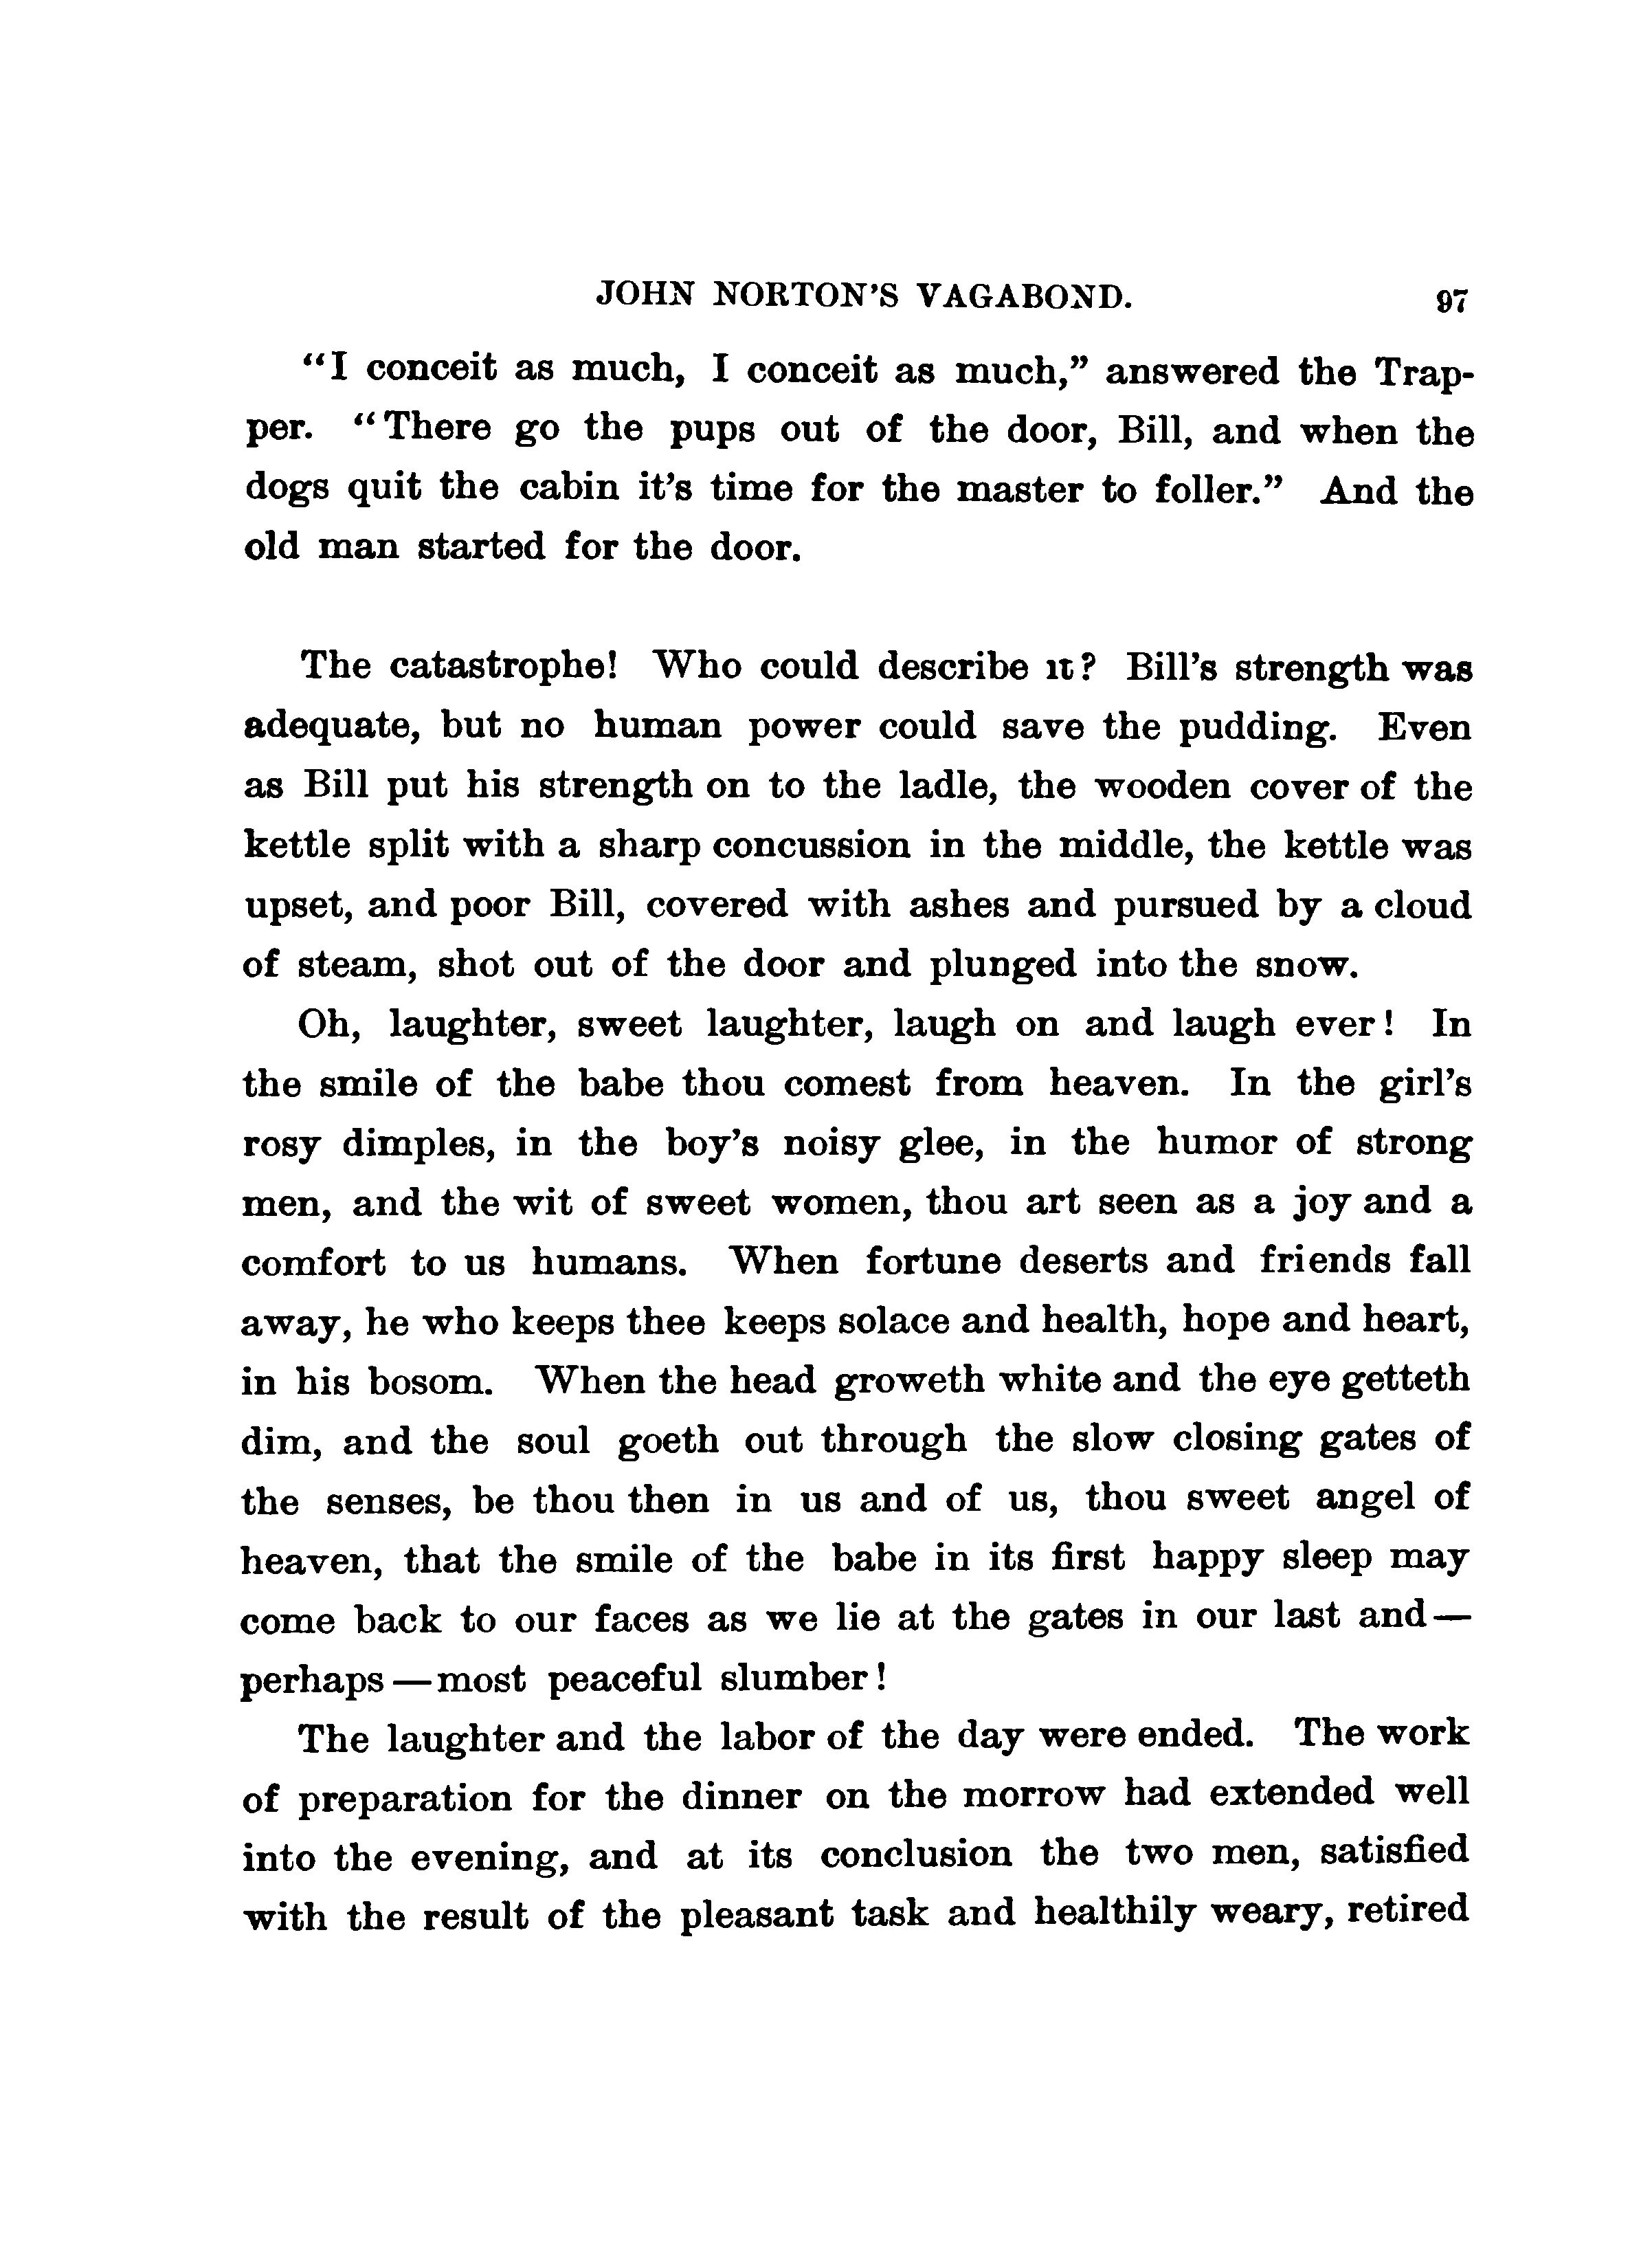 JOHN NORTON'S VAGABOND. 97
“I conceit as much, I conceit as much,” answered the Trap-
per. “There go the pups out of the door, Bill, and when the
dogs quit the cabin it's time for the master to foller.” And the
old man started for the door.
The catastrophe! Who could describe it? Bill's strength was
adequate, but no human power could save the pudding. Even
as Bill put his strength on to the ladle, the wooden cover of the
kettle split with a sharp concussion in the middle, the kettle was
upset, and poor Bill, covered with ashes and pursued by a cloud
of steam, shot out of the door and plunged into the snow.
Oh, laughter, sweet laughter, laugh on and laugh ever! In
the smile of the babe thou comest from heaven. In the girl's
rosy dimples, in the boy's noisy glee, in the humor of strong
men, and the wit of sweet women, thou art seen as a joy and a
comfort to us humans. When fortune deserts and friends fall
away, he who keeps thee keeps solace and health, hope and heart,
in his bosom. When the head groweth white and the eye getteth
dim, and the soul goeth out through the slow closing gates of
the senses, be thou then in us and of us, thou sweet angel of
heaven, that the smile of the babe in its first happy sleep may
come back to our faces as we lie at the gates in our last and—
perhaps—most peaceful slumber!
The laughter and the labor of the day were ended. The work
of preparation for the dinner on the morrow had extended well
into the evening, and at its conclusion the two men, satisfied
with the result of the pleasant task and healthily weary, retired